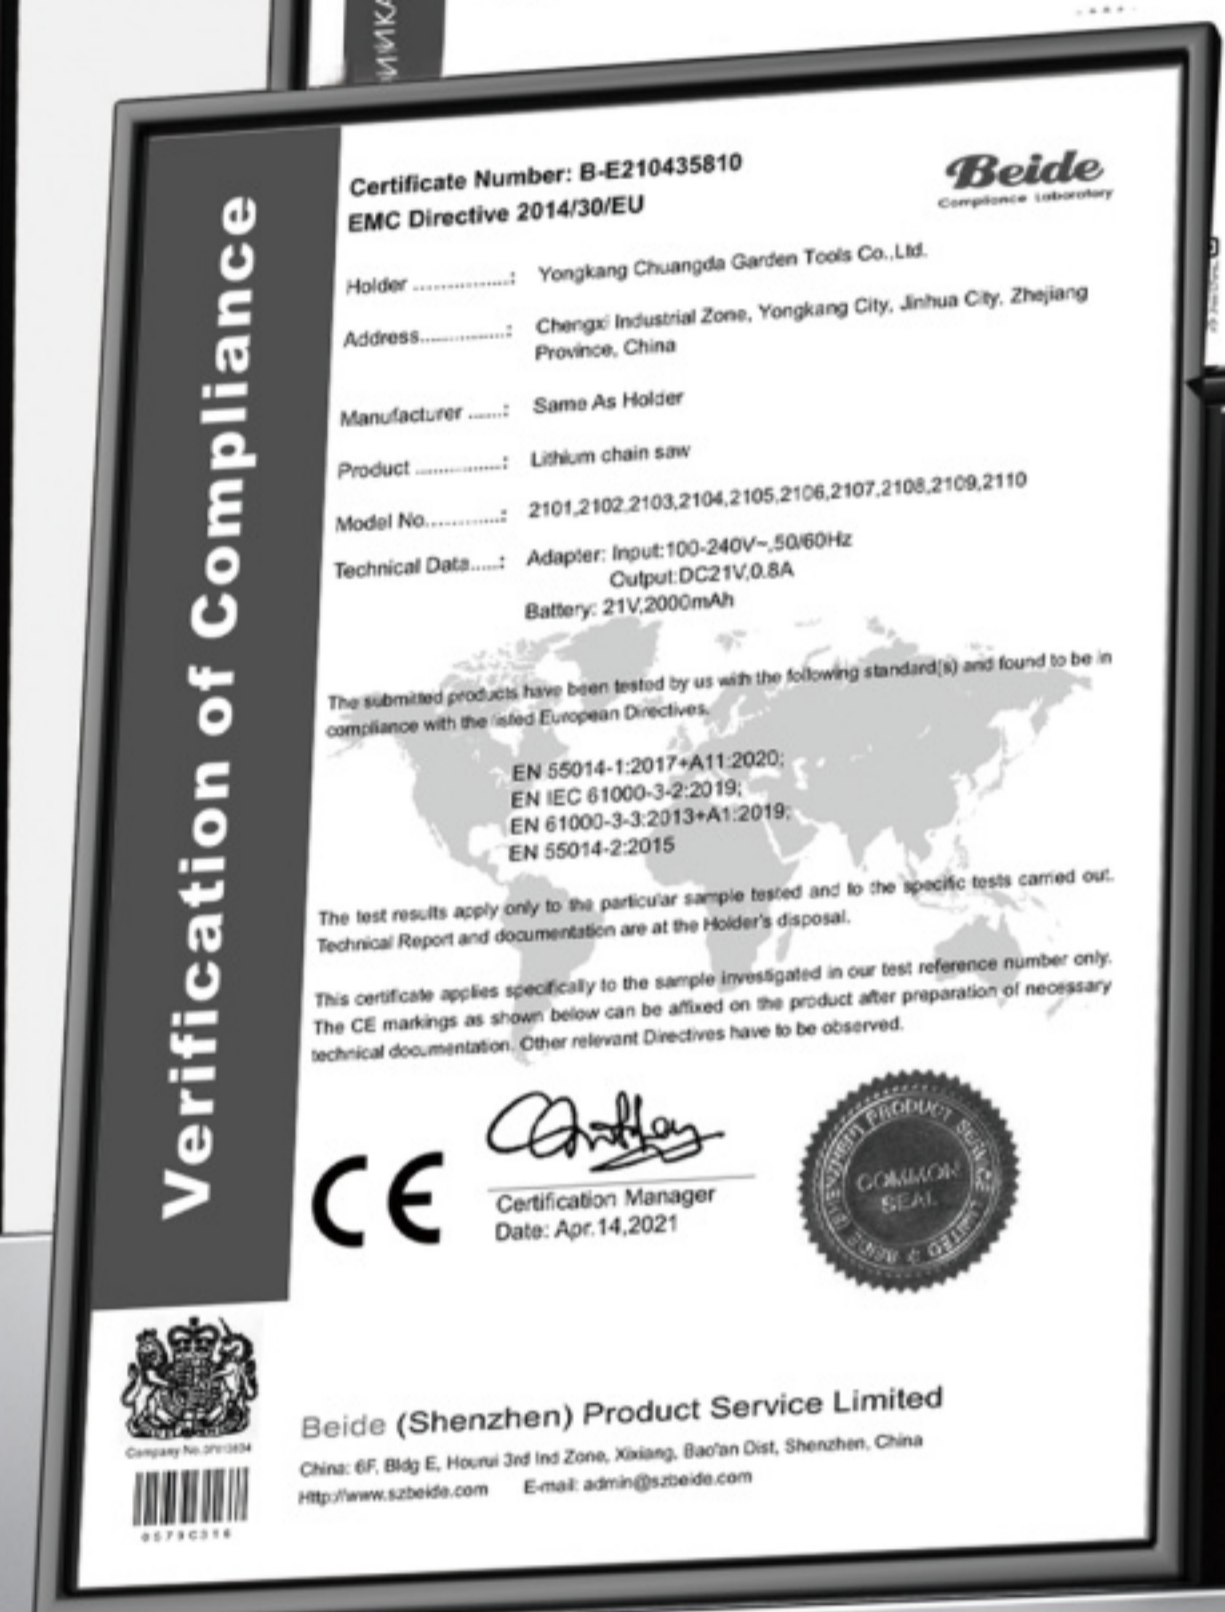 ИЙКА
Verification of Compliance
Certificate Number: B-E210435810
EMC Directive 2014/30/EU
Beide
Compliance Laboratory
Holder ................: Yongkang Chuangda Garden Tools Co.,Ltd.
Address...............: Chengxi Industrial Zone, Yongkang City, Jinhua City, Zhejiang
Province, China
Manufacturer ......: Same As Holder
Product ...............: Lithium chain saw
Model No.............: 2101,2102,2103,2104,2105,2106,2107,2108,2109,2110
Technical Data.....: Adapter: Input:100-240V~,50/60Hz
Output:DC21V,0.8A
Battery: 21V,2000mAh
The submitted products have been tested by us with the following standard(s) and found to be in
compliance with the listed European Directives.
EN 55014-1:2017+A11:2020;
EN IEC 61000-3-2:2019;
EN 61000-3-3:2013+A1:2019;
EN 55014-2:2015
The test results apply only to the particular sample tested and to the specific tests carried out.
Technical Report and documentation are at the Holder's disposal.
This certificate applies specifically to the sample investigated in our test reference number only.
The CE markings as shown below can be affixed on the product after preparation of necessary
technical documentation. Other relevant Directives have to be observed.
CE
Certification Manager
Date: Apr.14,2021
BEIDE (SHENZHEN) PRODUCT SERVICE LIMITED
COMMON
SEAL
Company No.
Beide (Shenzhen) Product Service Limited
China: 6F, Bldg E, Hourui 3rd Ind Zone, Xixiang, Bao'an Dist, Shenzhen, China
Http://www.szbeide.com E-mail: admin@szbeide.com